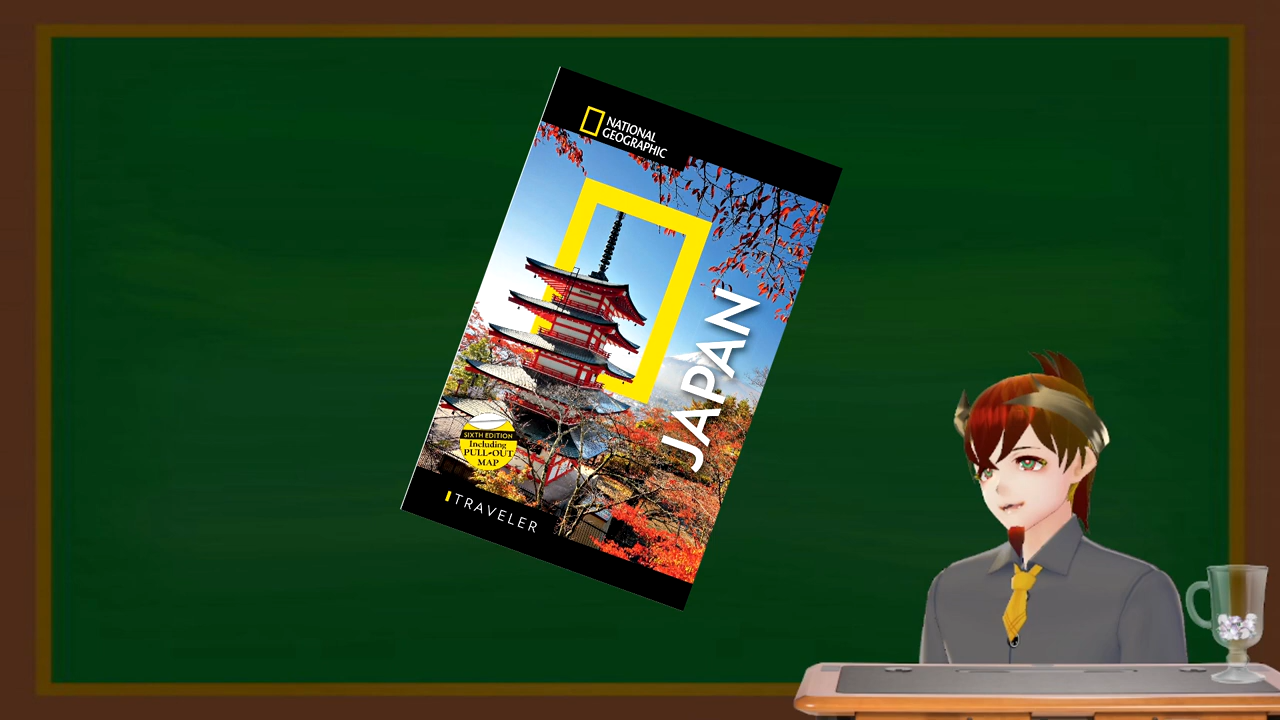 NATIONAL
GEOGRAPHIC
JAPAN
SIXTH EDITION
Including
PULL-OUT
MAP
TRAVELER